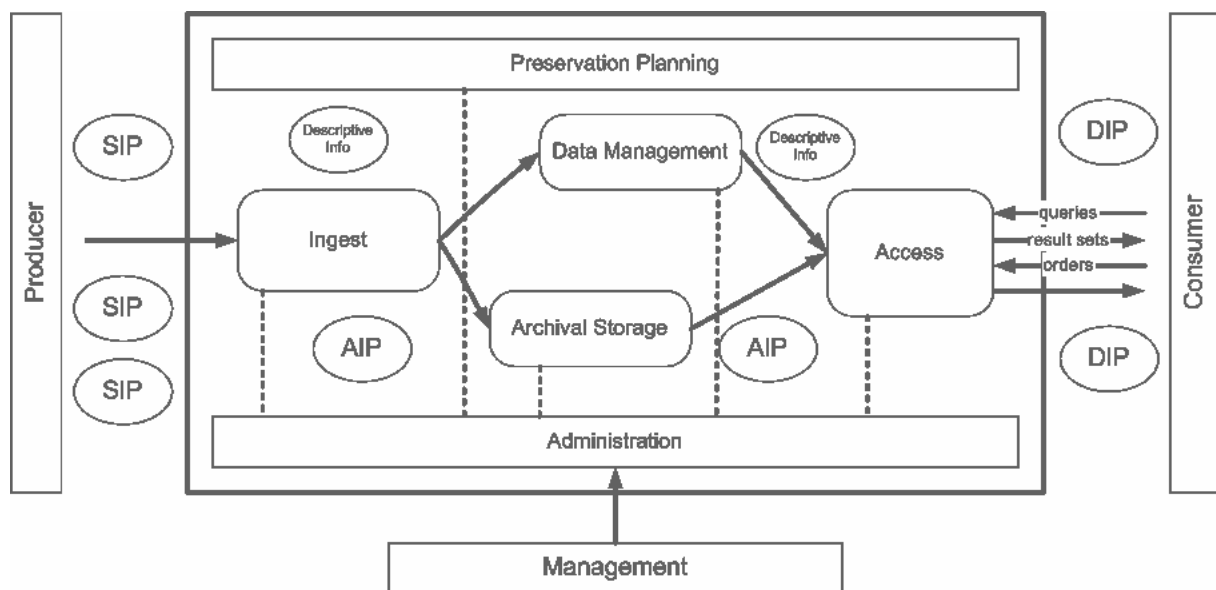 Preservation Planning
Producer
SIP
Descriptive
Info
Data Management
Descriptive
Info
DIP
Ingest
Access
queries
result sets
orders
Consumer
SIP
AIP
Archival Storage
AIP
DIP
SIP
Administration
Management